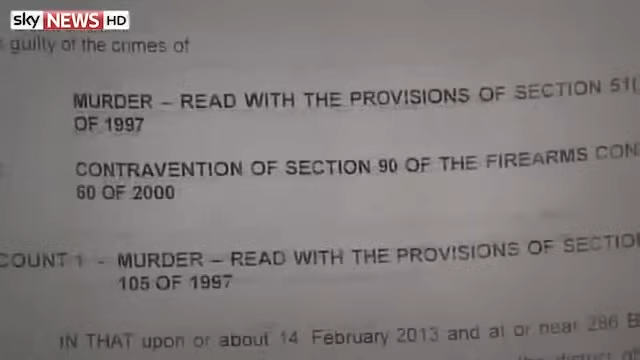 sky NEWS HD
guilty of the crimes of
MURDER – READ WITH THE PROVISIONS OF SECTION 51(
OF 1997
CONTRAVENTION OF SECTION 90 OF THE FIREARMS CON
60 OF 2000
COUNT 1 - MURDER – READ WITH THE PROVISIONS OF SECTIO
105 OF 1997
IN THAT upon or about 14 February 2013 and at or near 286 B